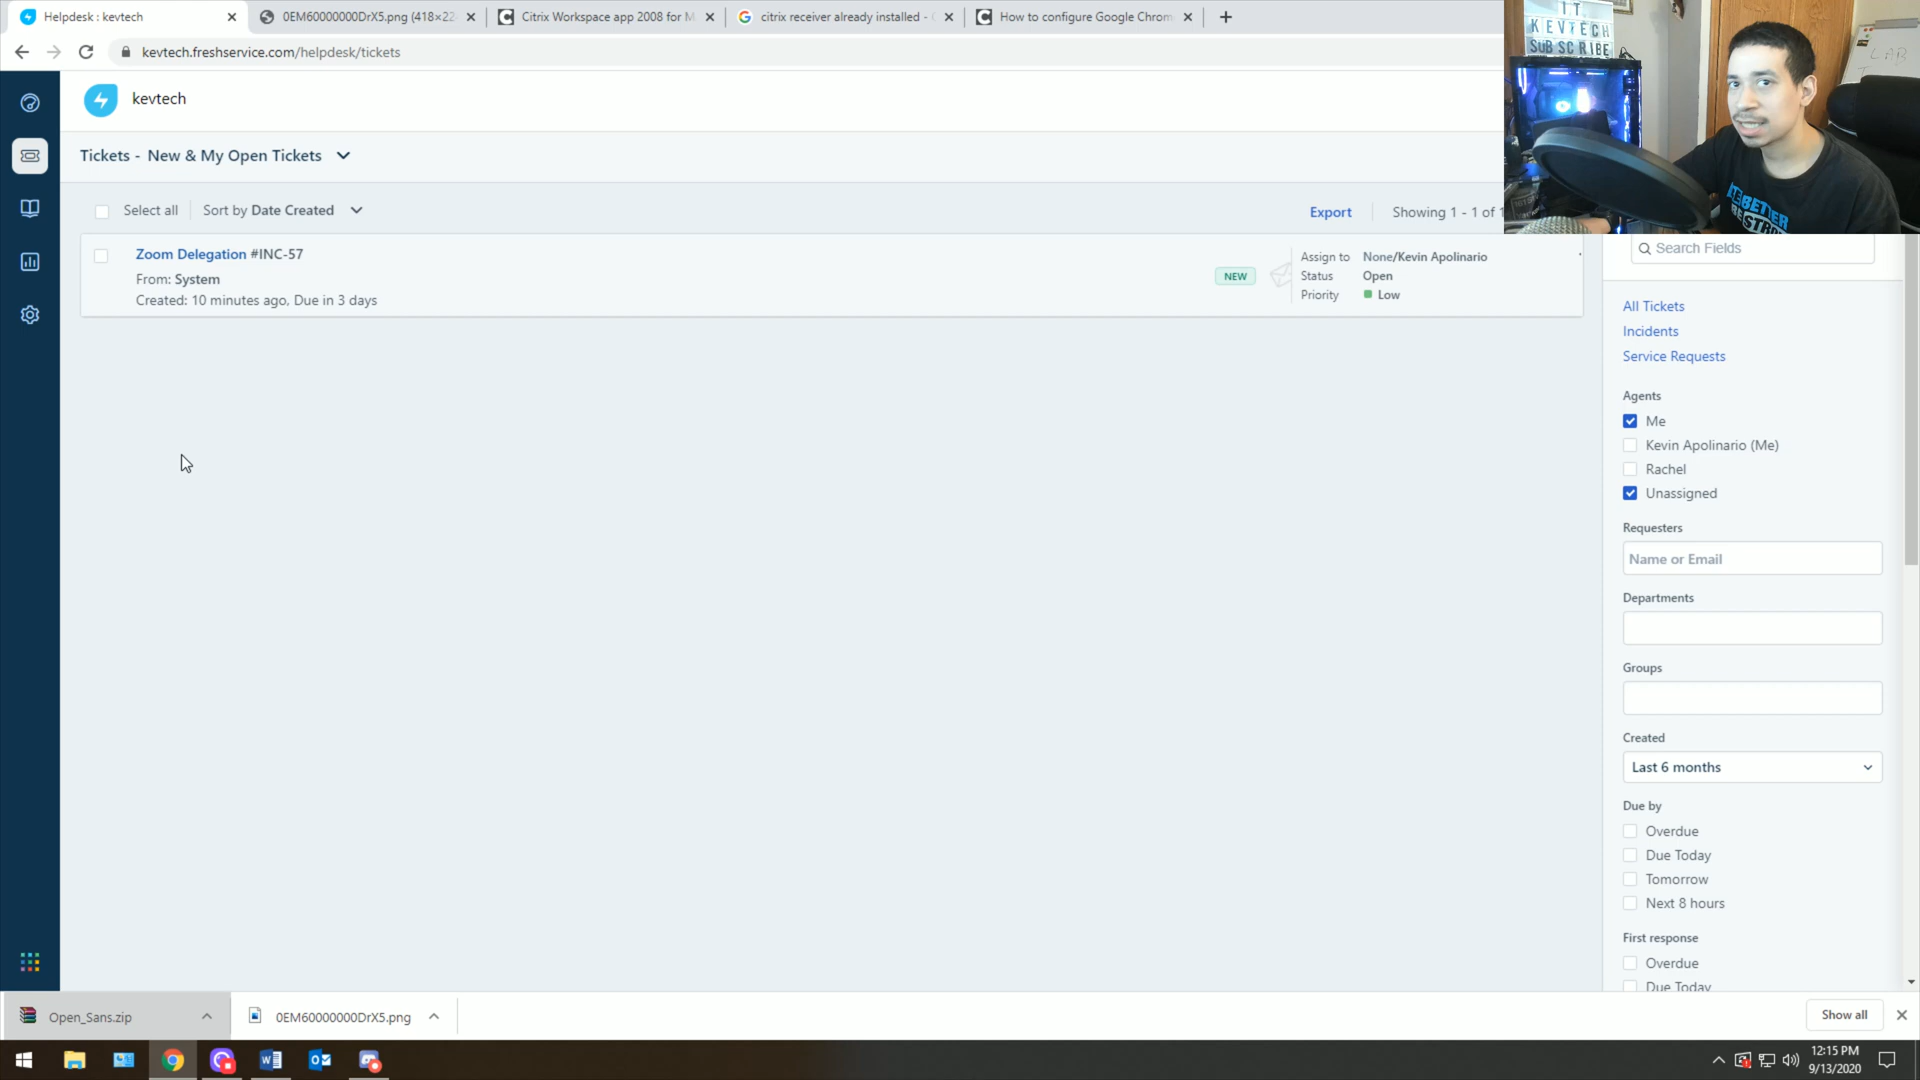 Helpdesk : kevtech
0EM60000000DrX5.png (418×22
Citrix Workspace app 2008 for M
citrix receiver already installed -
How to configure Google Chrom
kevtech.freshservice.com/helpdesk/tickets
IT
KEVTECH
SUBSCRIBE
LAB
kevtech
Tickets - New & My Open Tickets
Select all
Sort by Date Created
Export
Showing 1 - 1 of 1
Zoom Delegation #INC-57
From: System
Created: 10 minutes ago, Due in 3 days
NEW
Assign to None/Kevin Apolinario
Status Open
Priority Low
Search Fields
All Tickets
Incidents
Service Requests
Agents
Me
Kevin Apolinario (Me)
Rachel
Unassigned
Requesters
Name or Email
Departments
Groups
Created
Last 6 months
Due by
Overdue
Due Today
Tomorrow
Next 8 hours
First response
Overdue
Due Today
Open_Sans.zip
0EM60000000DrX5.png
Show all
12:15 PM
9/13/2020